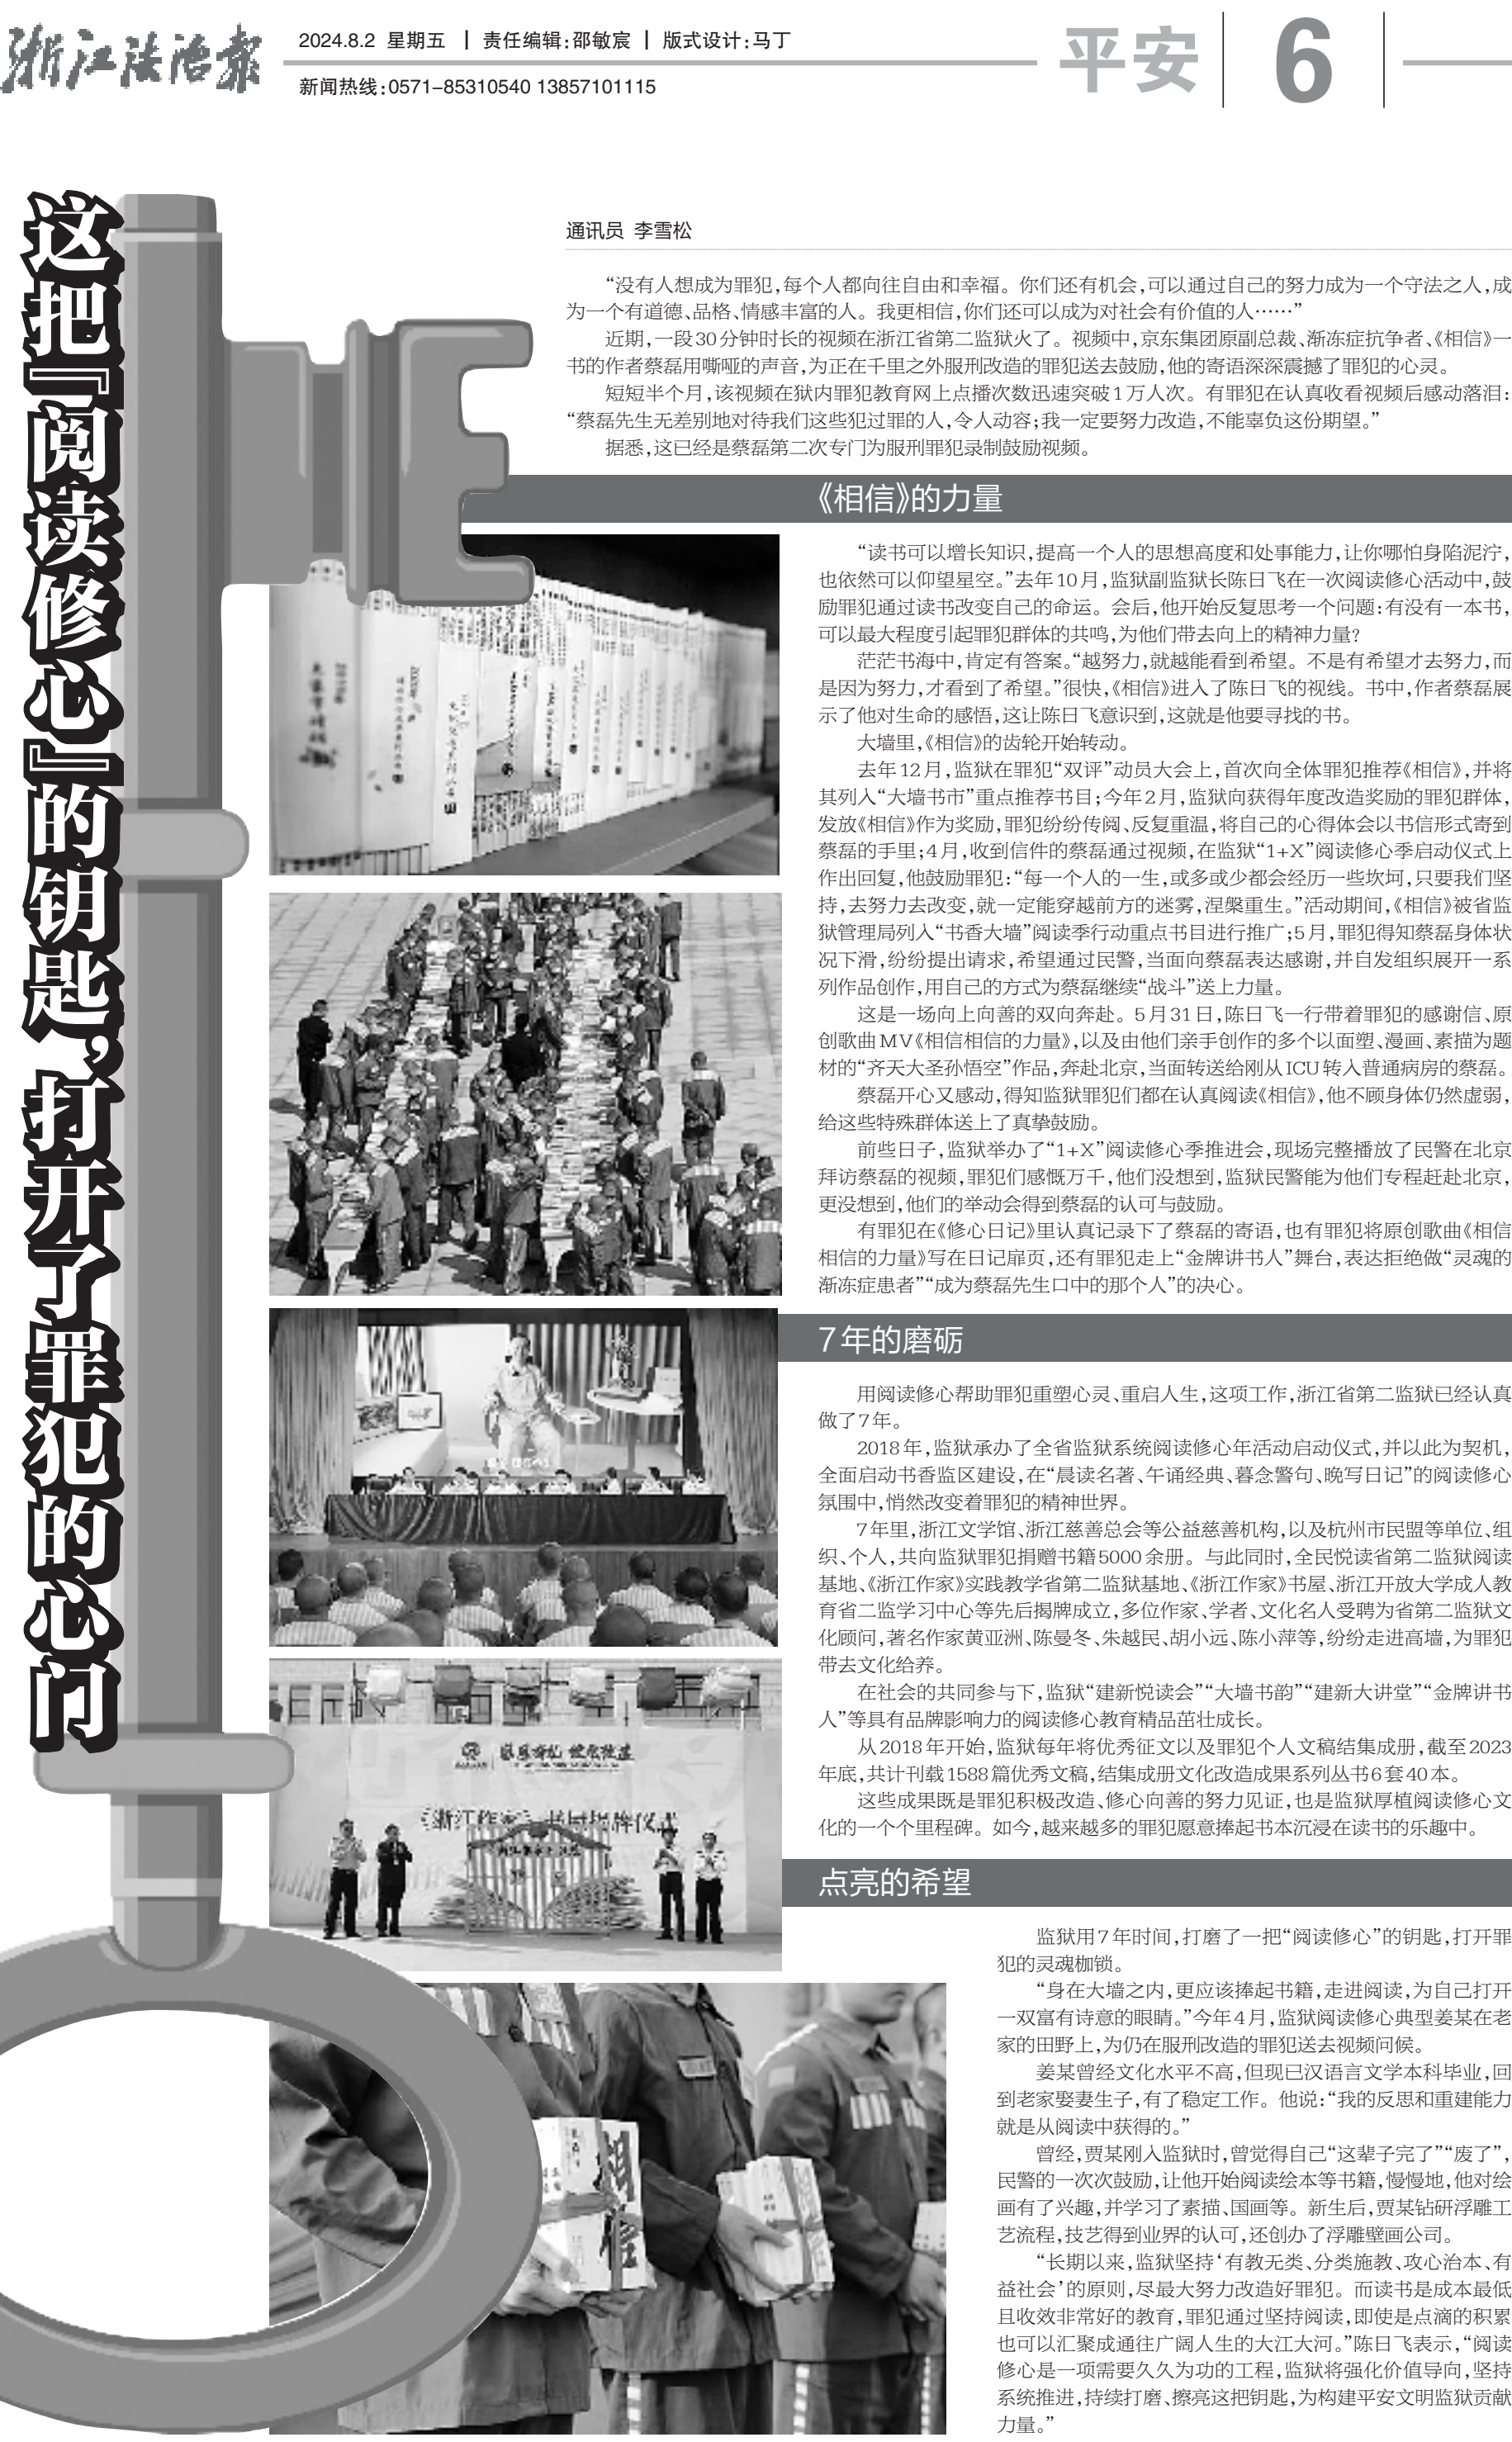 浙江法治报
2024.8.2 星期五 | 责任编辑:邵敏宸 | 版式设计:马丁
新闻热线:0571-85310540 13857101115
平安
6
这把『阅读修心』的钥匙,打开了罪犯的心门
通讯员 李雪松
“没有人想成为罪犯,每个人都向往自由和幸福。你们还有机会,可以通过自己的努力成为一个守法之人,成
为一个有道德、品格、情感丰富的人。我更相信,你们还可以成为对社会有价值的人……”
近期,一段30分钟时长的视频在浙江省第二监狱火了。视频中,京东集团原副总裁、渐冻症抗争者、《相信》一
书的作者蔡磊用嘶哑的声音,为正在千里之外服刑改造的罪犯送去鼓励,他的寄语深深震撼了罪犯的心灵。
短短半个月,该视频在狱内罪犯教育网上点播次数迅速突破1万人次。有罪犯在认真收看视频后感动落泪:
“蔡磊先生无差别地对待我们这些犯过罪的人,令人动容;我一定要努力改造,不能辜负这份期望。”
据悉,这已经是蔡磊第二次专门为服刑罪犯录制鼓励视频。
《相信》的力量
“读书可以增长知识,提高一个人的思想高度和处事能力,让你哪怕身陷泥泞,
也依然可以仰望星空。”去年10月,监狱副监狱长陈日飞在一次阅读修心活动中,鼓
励罪犯通过读书改变自己的命运。会后,他开始反复思考一个问题:有没有一本书,
可以最大程度引起罪犯群体的共鸣,为他们带去向上的精神力量?
茫茫书海中,肯定有答案。“越努力,就越能看到希望。不是有希望才去努力,而
是因为努力,才看到了希望。”很快,《相信》进入了陈日飞的视线。书中,作者蔡磊展
示了他对生命的感悟,这让陈日飞意识到,这就是他要寻找的书。
大墙里,《相信》的齿轮开始转动。
去年12月,监狱在罪犯“双评”动员大会上,首次向全体罪犯推荐《相信》,并将
其列入“大墙书市”重点推荐书目;今年2月,监狱向获得年度改造奖励的罪犯群体,
发放《相信》作为奖励,罪犯纷纷传阅、反复重温,将自己的心得体会以书信形式寄到
蔡磊的手里;4月,收到信件的蔡磊通过视频,在监狱“1+X”阅读修心季启动仪式上
作出回复,他鼓励罪犯:“每一个人的一生,或多或少都会经历一些坎坷,只要我们坚
持,去努力去改变,就一定能穿越前方的迷雾,涅槃重生。”活动期间,《相信》被省监
狱管理局列入“书香大墙”阅读季行动重点书目进行推广;5月,罪犯得知蔡磊身体状
况下滑,纷纷提出请求,希望通过民警,当面向蔡磊表达感谢,并自发组织展开一系
列作品创作,用自己的方式为蔡磊继续“战斗”送上力量。
这是一场向上向善的双向奔赴。5月31日,陈日飞一行带着罪犯的感谢信、原
创歌曲MV《相信相信的力量》,以及由他们亲手创作的多个以面塑、漫画、素描为题
材的“齐天大圣孙悟空”作品,奔赴北京,当面转送给刚从ICU转入普通病房的蔡磊。
蔡磊开心又感动,得知监狱罪犯们都在认真阅读《相信》,他不顾身体仍然虚弱,
给这些特殊群体送上了真挚鼓励。
前些日子,监狱举办了“1+X”阅读修心季推进会,现场完整播放了民警在北京
拜访蔡磊的视频,罪犯们感慨万千,他们没想到,监狱民警能为他们专程赶赴北京,
更没想到,他们的举动会得到蔡磊的认可与鼓励。
有罪犯在《修心日记》里认真记录下了蔡磊的寄语,也有罪犯将原创歌曲《相信
相信的力量》写在日记扉页,还有罪犯走上“金牌讲书人”舞台,表达拒绝做“灵魂的
渐冻症患者”“成为蔡磊先生口中的那个人”的决心。
7年的磨砺
用阅读修心帮助罪犯重塑心灵、重启人生,这项工作,浙江省第二监狱已经认真
做了7年。
2018年,监狱承办了全省监狱系统阅读修心年活动启动仪式,并以此为契机,
全面启动书香监区建设,在“晨读名著、午诵经典、暮念警句、晚写日记”的阅读修心
氛围中,悄然改变着罪犯的精神世界。
7年里,浙江文学馆、浙江慈善总会等公益慈善机构,以及杭州市民盟等单位、组
织、个人,共向监狱罪犯捐赠书籍5000余册。与此同时,全民悦读省第二监狱阅读
基地、《浙江作家》实践教学省第二监狱基地、《浙江作家》书屋、浙江开放大学成人教
育省二监学习中心等先后揭牌成立,多位作家、学者、文化名人受聘为省第二监狱文
化顾问,著名作家黄亚洲、陈曼冬、朱越民、胡小远、陈小萍等,纷纷走进高墙,为罪犯
带去文化给养。
在社会的共同参与下,监狱“建新悦读会”“大墙书韵”“建新大讲堂”“金牌讲书
人”等具有品牌影响力的阅读修心教育精品茁壮成长。
从2018年开始,监狱每年将优秀征文以及罪犯个人文稿结集成册,截至2023
年底,共计刊载1588篇优秀文稿,结集成册文化改造成果系列丛书6套40本。
这些成果既是罪犯积极改造、修心向善的努力见证,也是监狱厚植阅读修心文
化的一个个里程碑。如今,越来越多的罪犯愿意捧起书本沉浸在读书的乐趣中。
《浙江作家》书屋揭牌仪式
点亮的希望
监狱用7年时间,打磨了一把“阅读修心”的钥匙,打开罪
犯的灵魂枷锁。
“身在大墙之内,更应该捧起书籍,走进阅读,为自己打开
一双富有诗意的眼睛。”今年4月,监狱阅读修心典型姜某在老
家的田野上,为仍在服刑改造的罪犯送去视频问候。
姜某曾经文化水平不高,但现已汉语言文学本科毕业,回
到老家娶妻生子,有了稳定工作。他说:“我的反思和重建能力
就是从阅读中获得的。”
曾经,贾某刚入监狱时,曾觉得自己“这辈子完了”“废了”,
民警的一次次鼓励,让他开始阅读绘本等书籍,慢慢地,他对绘
画有了兴趣,并学习了素描、国画等。新生后,贾某钻研浮雕工
艺流程,技艺得到业界的认可,还创办了浮雕壁画公司。
“长期以来,监狱坚持‘有教无类、分类施教、攻心治本、有
益社会’的原则,尽最大努力改造好罪犯。而读书是成本最低
且收效非常好的教育,罪犯通过坚持阅读,即使是点滴的积累
也可以汇聚成通往广阔人生的大江大河。”陈日飞表示,“阅读
修心是一项需要久久为功的工程,监狱将强化价值导向,坚持
系统推进,持续打磨、擦亮这把钥匙,为构建平安文明监狱贡献
力量。”
相信